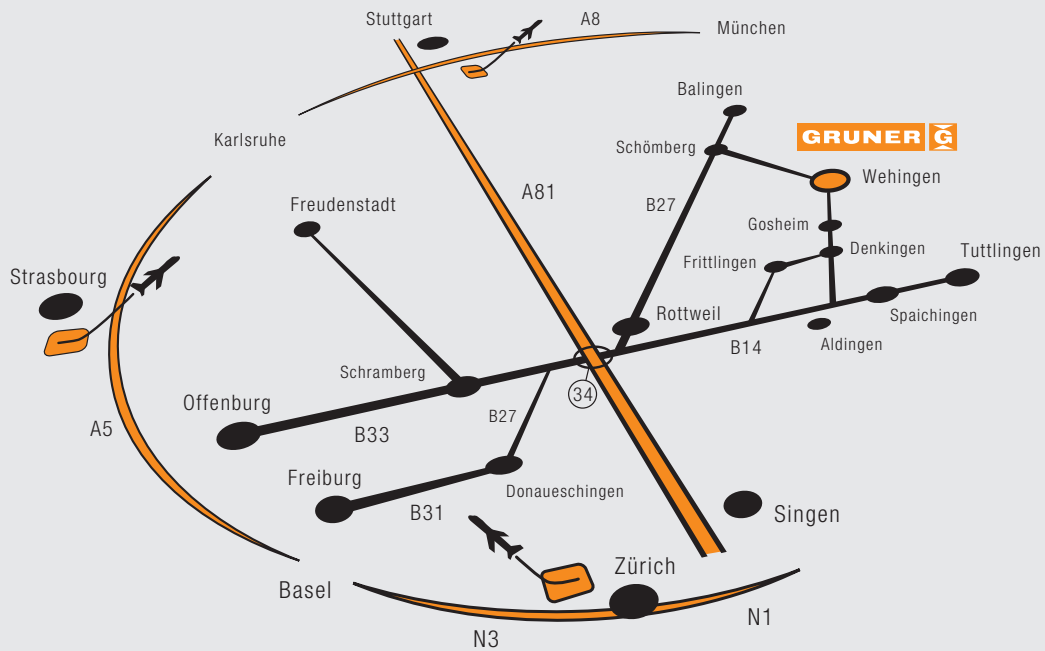 Stuttgart
A8
München
Karlsruhe
Balingen
Schömberg
GRUNER G
Wehingen
A81
B27
Freudenstadt
Gosheim
Denkingen
Frittlingen
Tuttlingen
Strasbourg
Rottweil
Spaichingen
Aldingen
B14
Schramberg
34
Offenburg
B33
B27
A5
Freiburg
B31
Donaueschingen
Singen
Zürich
Basel
N3
N1